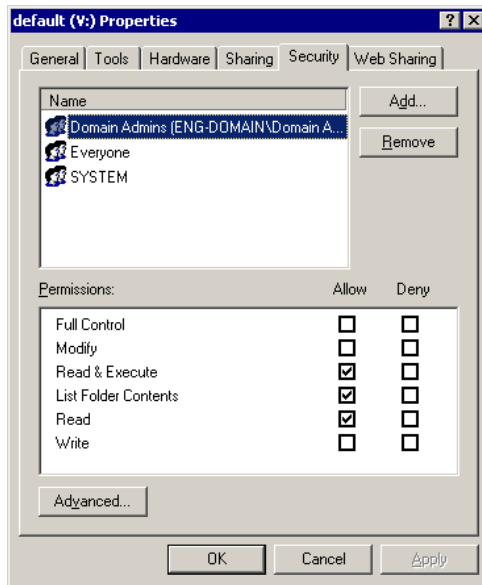 default (V:) Properties
General Tools Hardware Sharing Security Web Sharing
Name
Add...
Domain Admins (ENG-DOMAIN\Domain A...
Remove
Everyone
SYSTEM
Permissions: Allow Deny
Full Control
Modify
Read & Execute
List Folder Contents
Read
Write
Advanced...
OK Cancel Apply